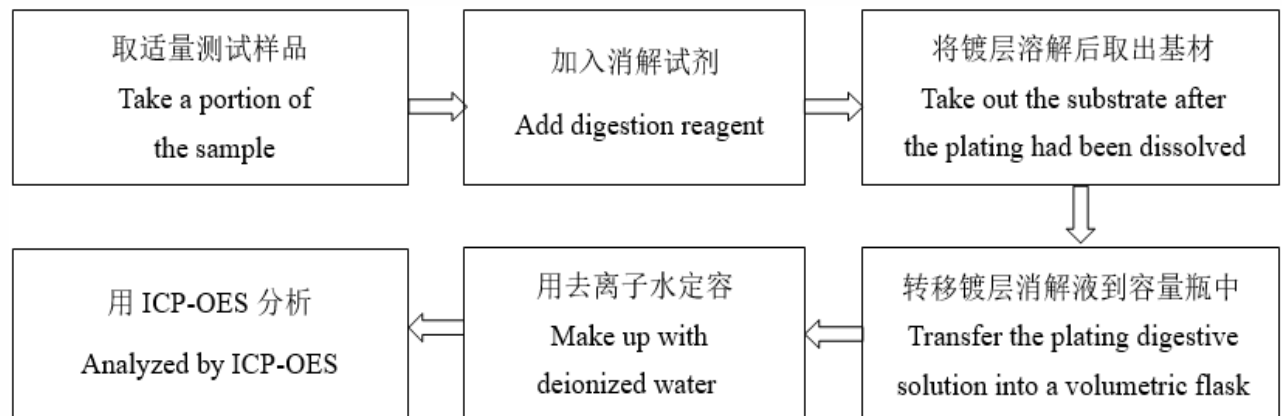 取适量测试样品
Take a portion of
the sample
加入消解试剂
Add digestion reagent
将镀层溶解后取出基材
Take out the substrate after
the plating had been dissolved
转移镀层消解液到容量瓶中
Transfer the plating digestive
solution into a volumetric flask
用去离子水定容
Make up with
deionized water
用 ICP-OES 分析
Analyzed by ICP-OES